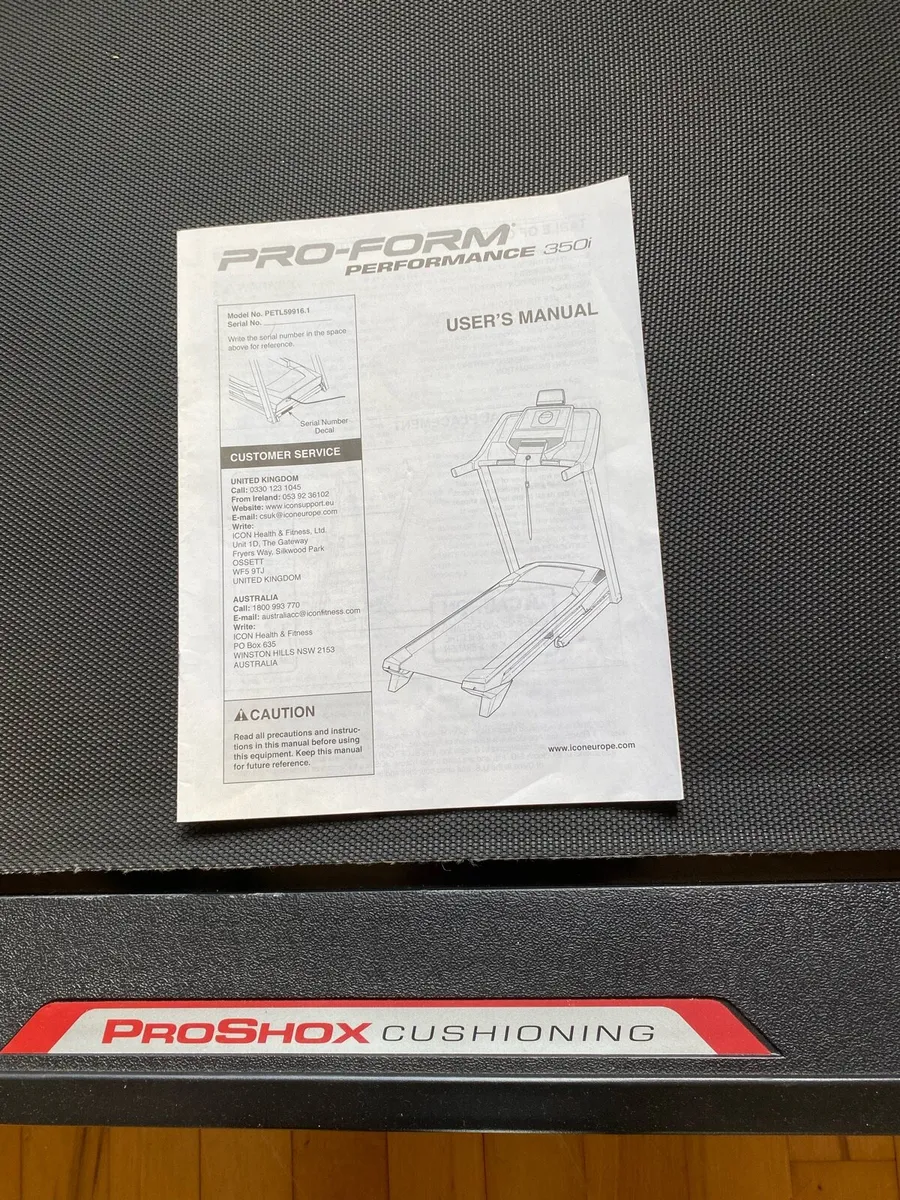 PRO-FORM
PERFORMANCE 350i
Model No. PETL59916.1
Serial No.
Write the serial number in the space
above for reference.
Serial Number
Decal
CUSTOMER SERVICE
UNITED KINGDOM
Call: 0330 123 1045
From Ireland: 053 92 36102
Website: www.iconsupport.eu
E-mail: csuk@iconeurope.com
Write:
ICON Health & Fitness, Ltd.
Unit 1D, The Gateway
Fryers Way, Silkwood Park
OSSETT
WF5 9TJ
UNITED KINGDOM
AUSTRALIA
Call: 1800 993 770
E-mail: australiacc@iconfitness.com
Write:
ICON Health & Fitness
PO Box 635
WINSTON HILLS NSW 2153
AUSTRALIA
CAUTION
Read all precautions and instruc-
tions in this manual before using
this equipment. Keep this manual
for future reference.
USER'S MANUAL
www.iconeurope.com
PROSHOX CUSHIONING